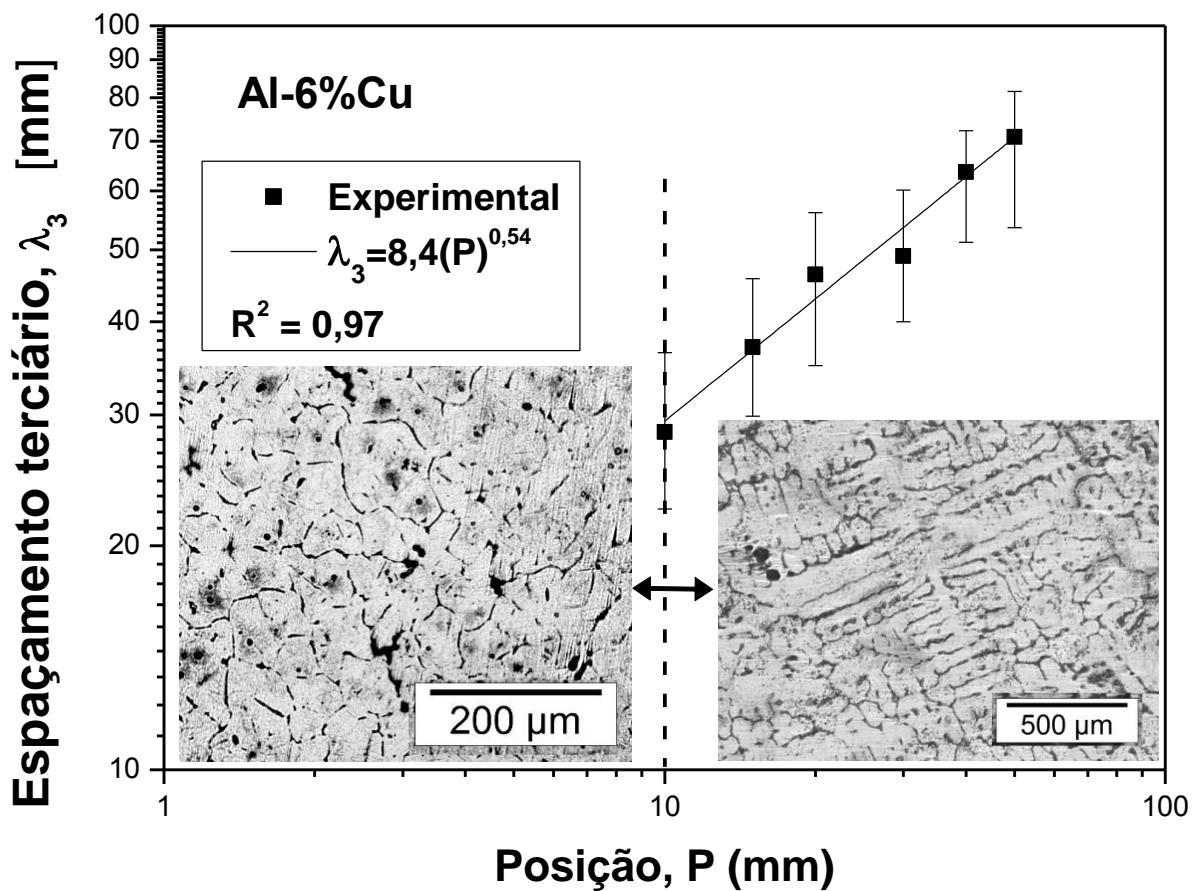 Espaçamento terciário, λ₃ [mm]
100
90
80
70
60
50
40
30
20
10
Al-6%Cu
Experimental
λ₃=8,4(P)⁰,⁵⁴
R² = 0,97
200 µm
500 µm
1
10
100
Posição, P (mm)